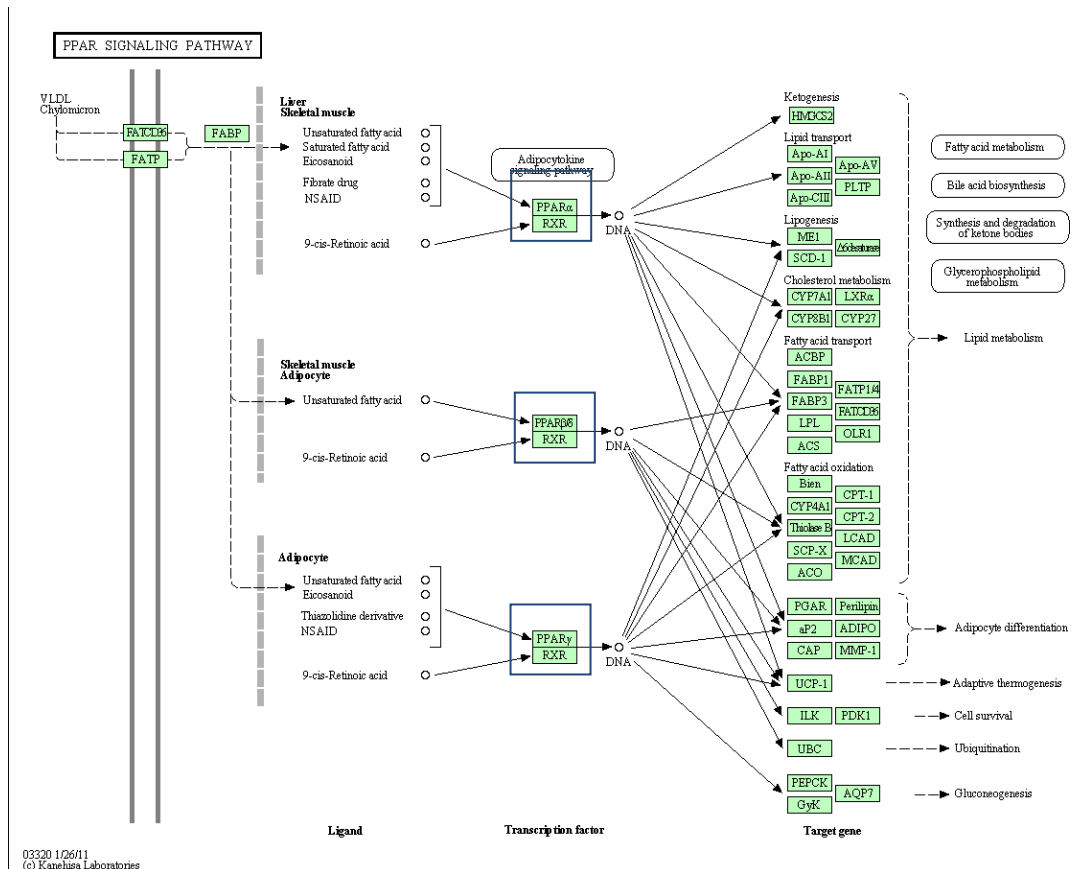 PPAR SIGNALING PATHWAY
VLDL
Chylomicron
FAT/CD36
FATP
FABP
Liver
Skeletal muscle
Unsaturated fatty acid
Saturated fatty acid
Eicosanoid
Fibrate drug
NSAID
9-cis-Retinoic acid
Adipocytokine
signaling pathway
PPARα
RXR
DNA
Skeletal muscle
Adipocyte
Unsaturated fatty acid
9-cis-Retinoic acid
PPARβ/δ
RXR
DNA
Adipocyte
Unsaturated fatty acid
Eicosanoid
Thiazolidine derivative
NSAID
9-cis-Retinoic acid
PPARγ
RXR
DNA
Ketogenesis
HMGCS2
Lipid transport
Apo-AI
Apo-AII
Apo-CIII
Apo-AV
PLTP
Lipogenesis
ME1
SCD-1
Δ6desaturase
Cholesterol metabolism
CYP7A1
LXRα
CYP8B1
CYP27
Fatty acid transport
ACBP
FABP1
FABP3
LPL
ACS
FATP1/4
FAT/CD36
OLR1
Fatty acid oxidation
Bien
CYP4A1
Thiolase B
SCP-X
ACO
CPT-1
CPT-2
LCAD
MCAD
PGAR
Perilipin
aP2
ADIPO
CAP
MMP-1
UCP-1
ILK
PDK1
UBC
PEPCK
GyK
AQP7
Fatty acid metabolism
Bile acid biosynthesis
Synthesis and degradation
of ketone bodies
Glycerophospholipid
metabolism
Lipid metabolism
Adipocyte differentiation
Adaptive thermogenesis
Cell survival
Ubiquitination
Gluconeogenesis
Ligand
Transcription factor
Target gene
03320 1/26/11
(c) Kanehisa Laboratories